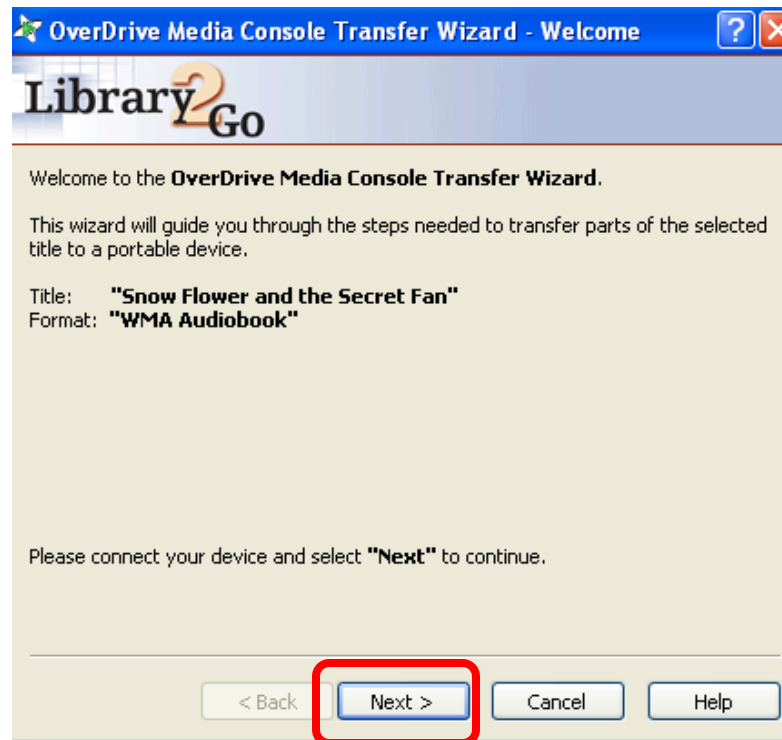 OverDrive Media Console Transfer Wizard - Welcome ?
Library2Go
Welcome to the OverDrive Media Console Transfer Wizard.
This wizard will guide you through the steps needed to transfer parts of the selected
title to a portable device.
Title: "Snow Flower and the Secret Fan"
Format: "WMA Audiobook"
Please connect your device and select "Next" to continue.
< Back Next > Cancel Help